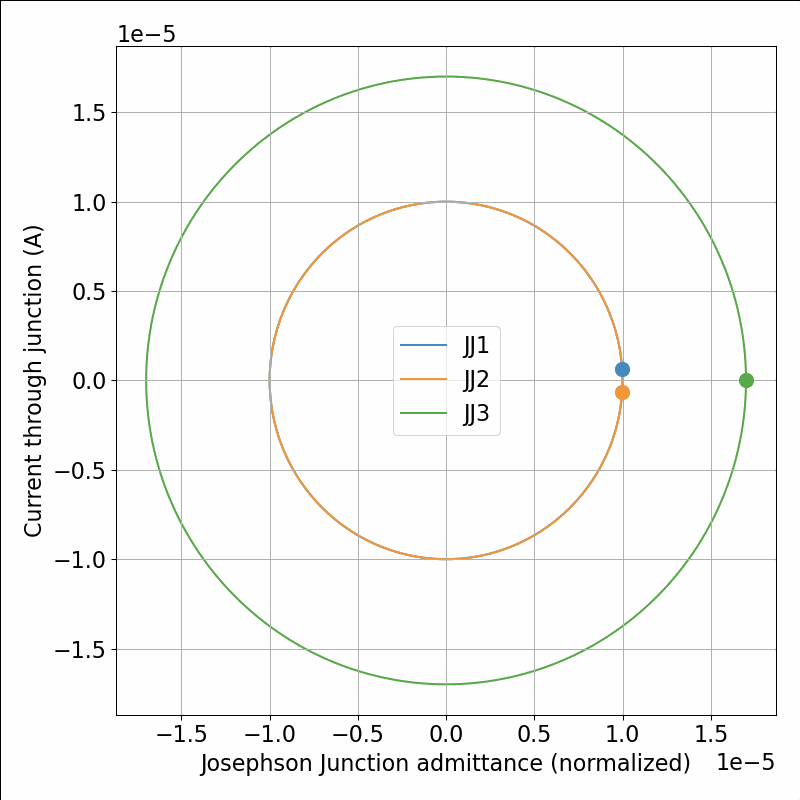 1e−5
1.5
1.0
0.5
0.0
−0.5
−1.0
−1.5
Current through junction (A)
JJ1
JJ2
JJ3
−1.5 −1.0 −0.5 0.0 0.5 1.0 1.5
Josephson Junction admittance (normalized) 1e−5